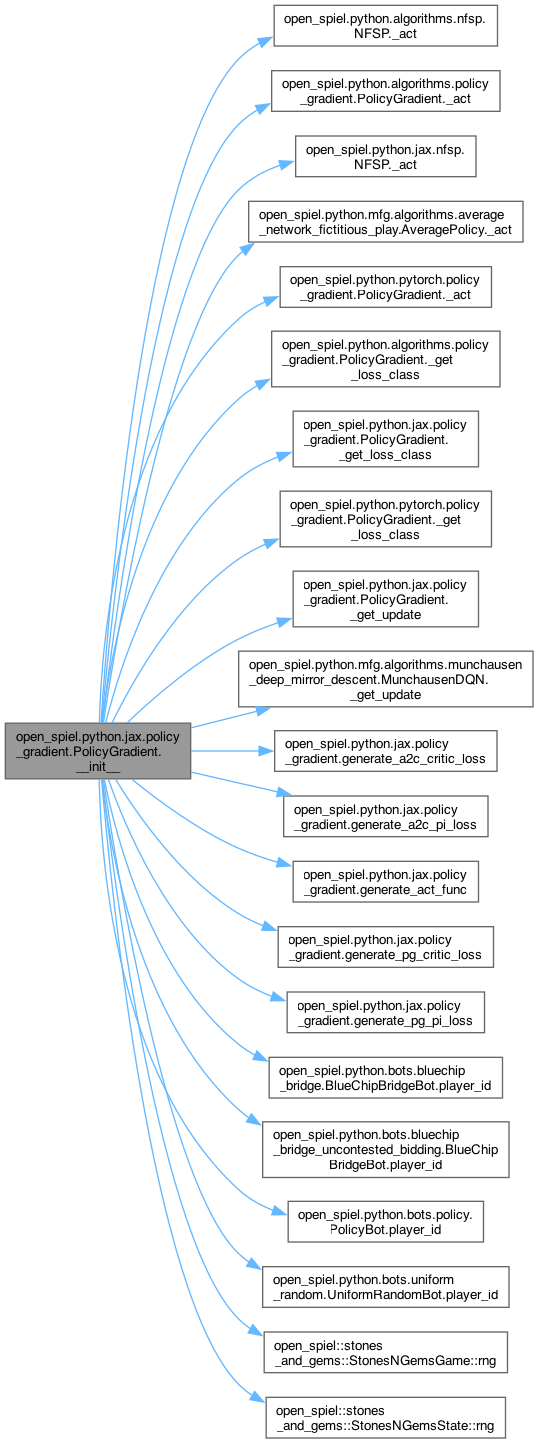 open_spiel.python.algorithms.nfsp.
NFSP._act
open_spiel.python.algorithms.policy
_gradient.PolicyGradient._act
open_spiel.python.jax.nfsp.
NFSP._act
open_spiel.python.mfg.algorithms.average
_network_fictitious_play.AveragePolicy._act
open_spiel.python.pytorch.policy
_gradient.PolicyGradient._act
open_spiel.python.algorithms.policy
_gradient.PolicyGradient._get
_loss_class
open_spiel.python.jax.policy
_gradient.PolicyGradient.
_get_loss_class
open_spiel.python.pytorch.policy
_gradient.PolicyGradient._get
_loss_class
open_spiel.python.jax.policy
_gradient.PolicyGradient.
_get_update
open_spiel.python.mfg.algorithms.munchausen
_deep_mirror_descent.MunchausenDQN.
_get_update
open_spiel.python.jax.policy
_gradient.PolicyGradient.
__init__
open_spiel.python.jax.policy
_gradient.generate_a2c_critic_loss
open_spiel.python.jax.policy
_gradient.generate_a2c_pi_loss
open_spiel.python.jax.policy
_gradient.generate_act_func
open_spiel.python.jax.policy
_gradient.generate_pg_critic_loss
open_spiel.python.jax.policy
_gradient.generate_pg_pi_loss
open_spiel.python.bots.bluechip
_bridge.BlueChipBridgeBot.player_id
open_spiel.python.bots.bluechip
_bridge_uncontested_bidding.BlueChip
BridgeBot.player_id
open_spiel.python.bots.policy.
PolicyBot.player_id
open_spiel.python.bots.uniform
_random.UniformRandomBot.player_id
open_spiel::stones
_and_gems::StonesNGemsGame::rng
open_spiel::stones
_and_gems::StonesNGemsState::rng